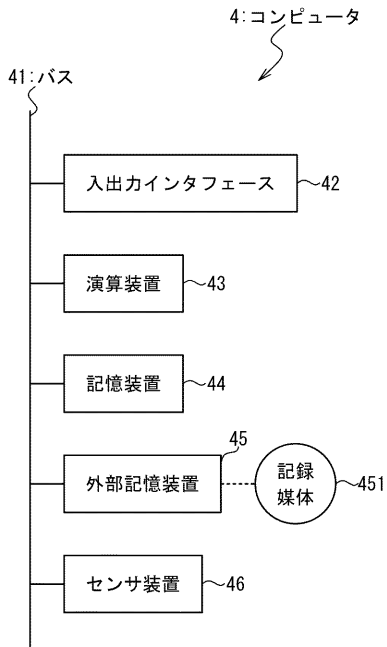 4:コンピュータ
41:バス
入出力インタフェース
42
演算装置
43
記憶装置
44
45
外部記憶装置
記録
媒体
451
センサ装置
46